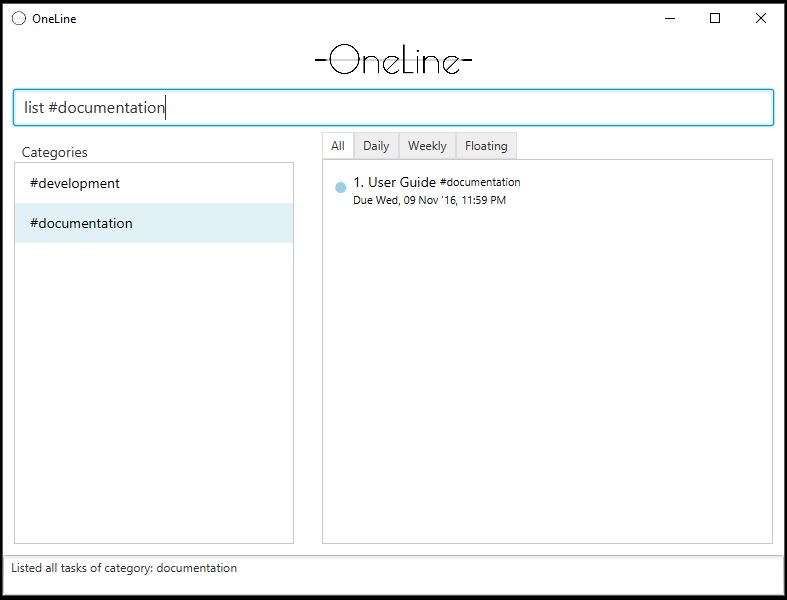 OneLine
-OneLine-
list #documentation
Categories
#development
#documentation
All Daily Weekly Floating
1. User Guide #documentation
Due Wed, 09 Nov '16, 11:59 PM
Listed all tasks of category: documentation